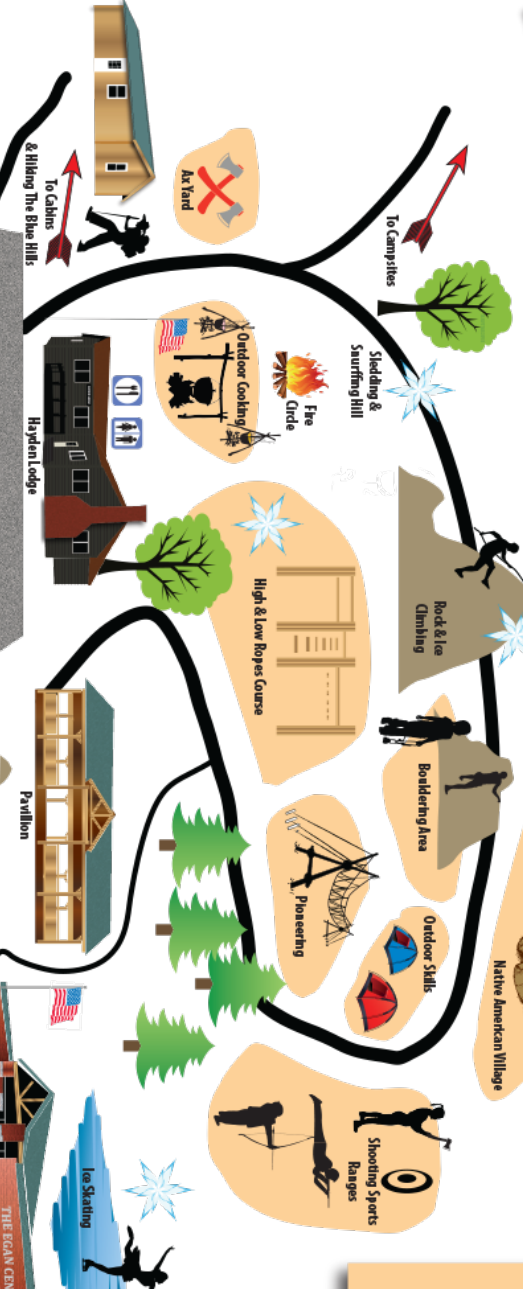 Native American Village
Rock & Ice
Climbing
Bouldering Area
Outdoor Skills
To Campsites
Sledding &
Snurfing Hill
Shooting Sports
Ranges
Fire
Circle
Pioneering
High & Low Ropes Course
Outdoor Cooking
Ax Yard
To Cabins
& Hiking The Blue Hills
Hayden Lodge
Pavillion
Ice Skating
THE EGAN CEN